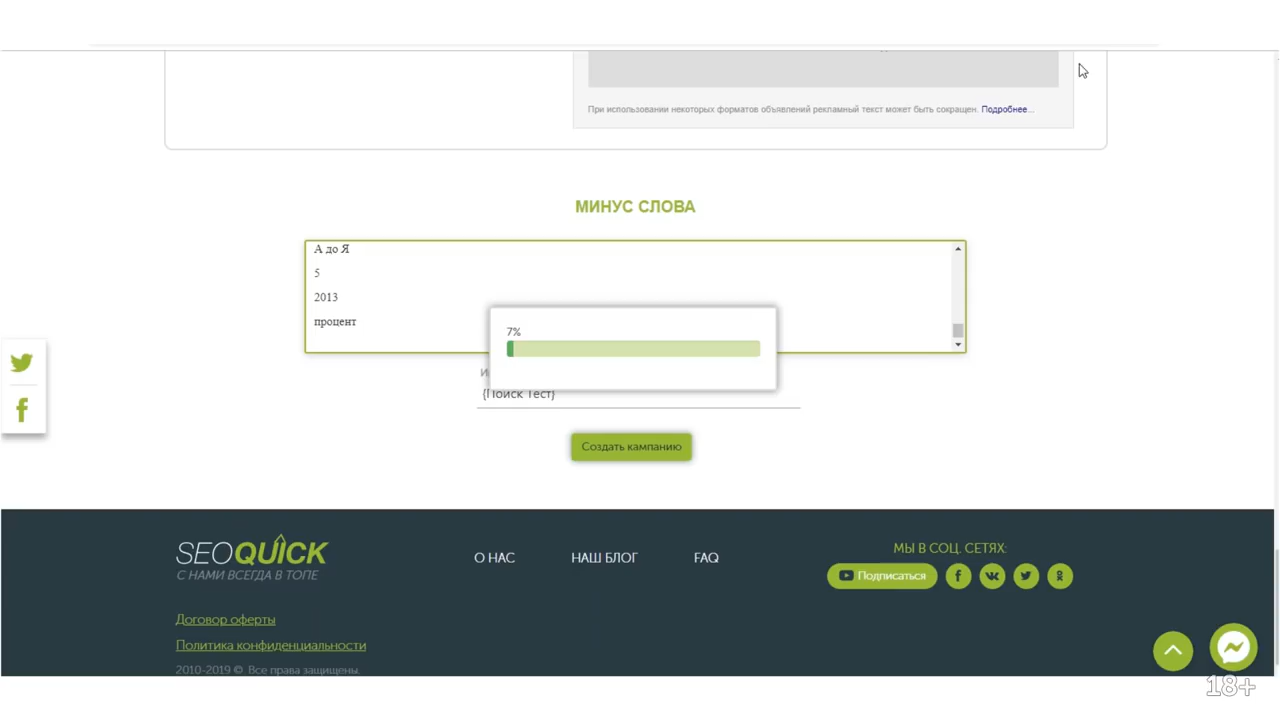 При использовании некоторых форматов объявлений рекламный текст может быть сокращен. Подробнее...
МИНУС СЛОВА
А до Я
5
2013
процент
7%
{Поиск Тест}
Создать кампанию
SEOQUICK
С НАМИ ВСЕГДА В ТОПЕ
О НАС
НАШ БЛОГ
FAQ
МЫ В СОЦ. СЕТЯХ:
Подписаться
Договор оферты
Политика конфиденциальности
2010-2019 © Все права защищены.
18+